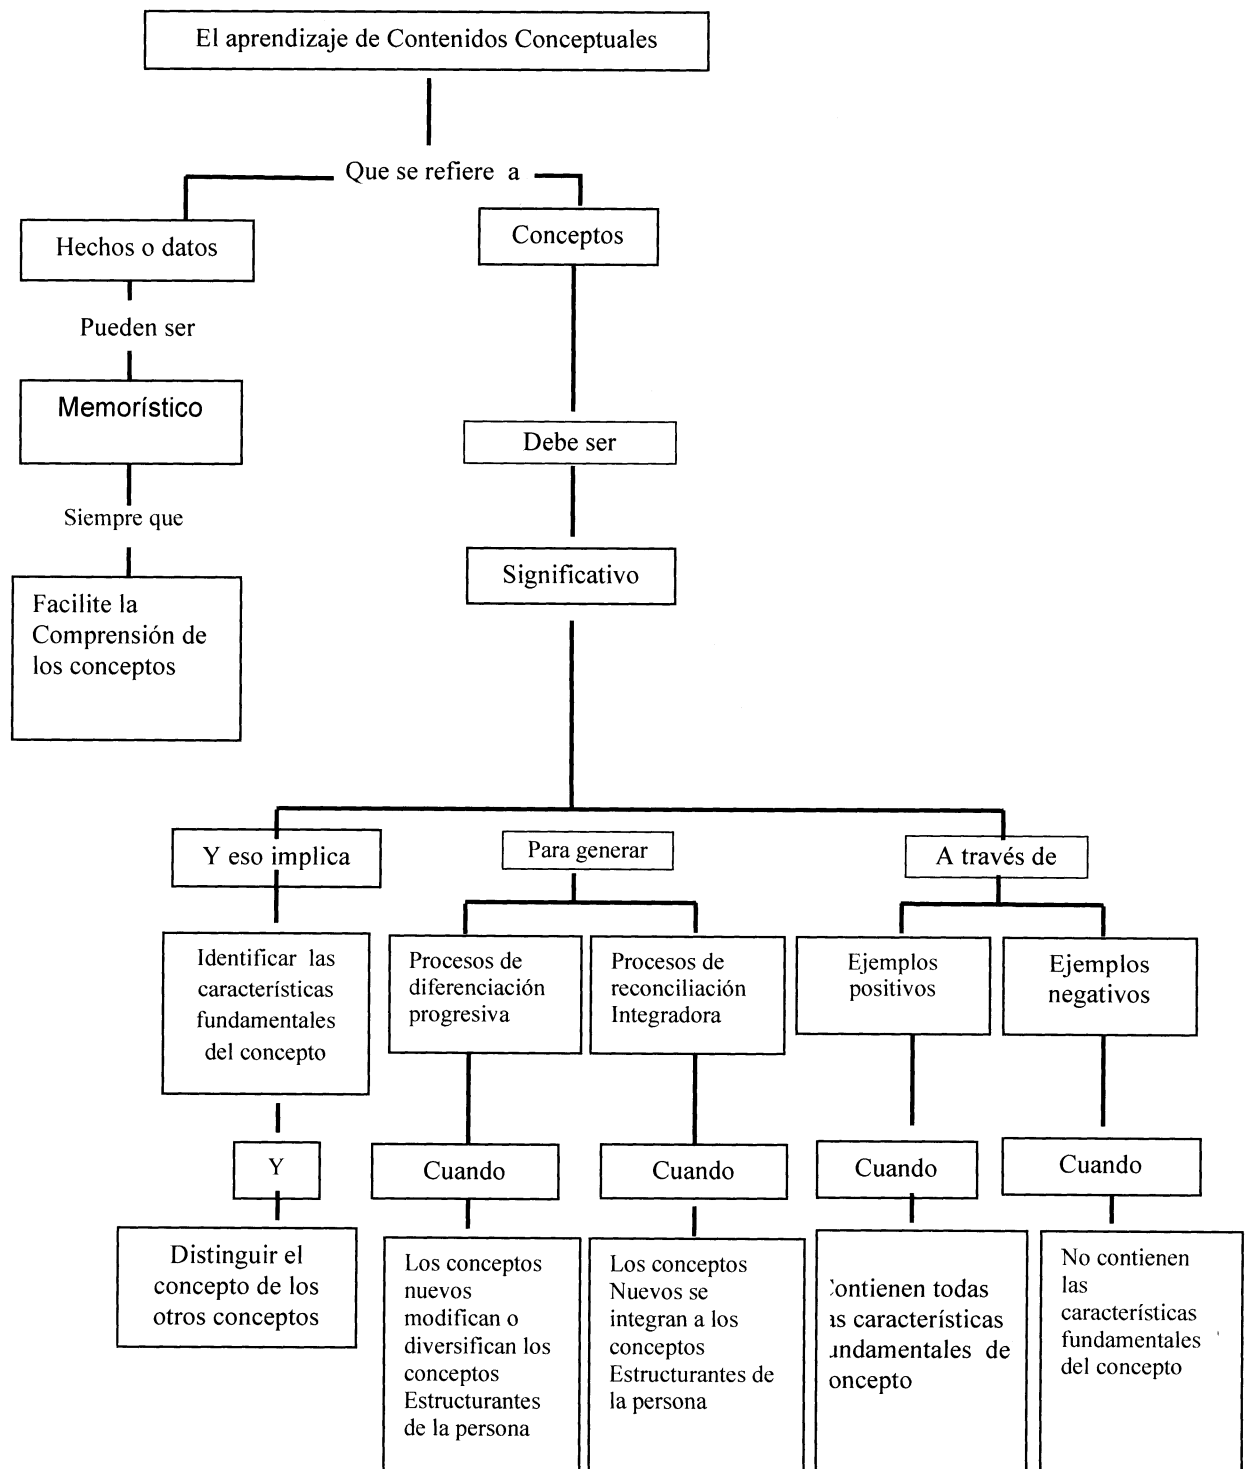 El aprendizaje de Contenidos Conceptuales
Que se refiere a
Hechos o datos
Conceptos
Pueden ser
Memorístico
Debe ser
Siempre que
Significativo
Facilite la
Comprensión de
los conceptos
Y eso implica
Para generar
A través de
Identificar las
características
fundamentales
del concepto
Procesos de
diferenciación
progresiva
Procesos de
reconciliación
Integradora
Ejemplos
positivos
Ejemplos
negativos
Y
Cuando
Cuando
Cuando
Cuando
Distinguir el
concepto de los
otros conceptos
Los conceptos
nuevos
modifican o
diversifican los
conceptos
Estructurantes
de la persona
Los conceptos
Nuevos se
integran a los
conceptos
Estructurantes de
la persona
todas
características
de
No contienen
las
características
fundamentales
del concepto